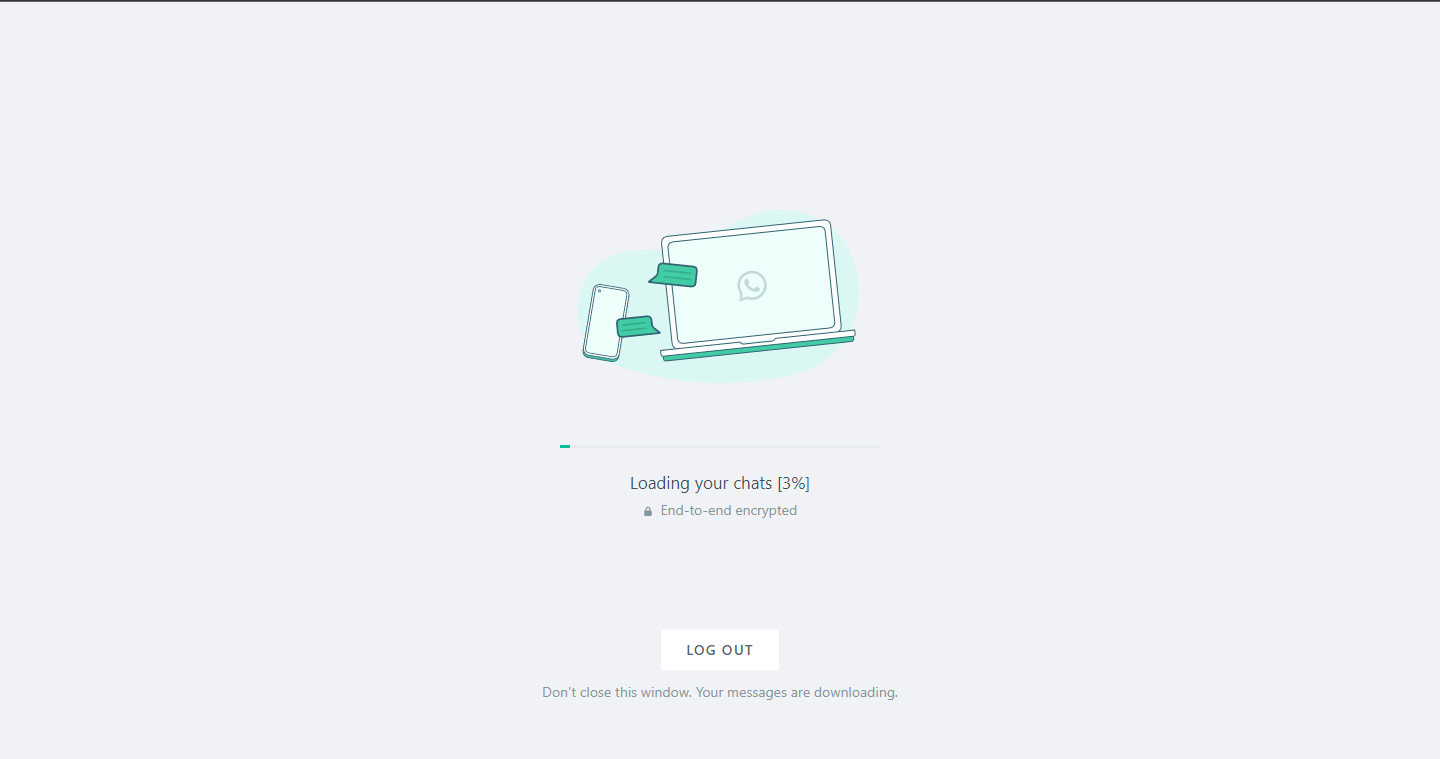 Loading your chats [3%]
End-to-end encrypted
LOG OUT
Don't close this window. Your messages are downloading.